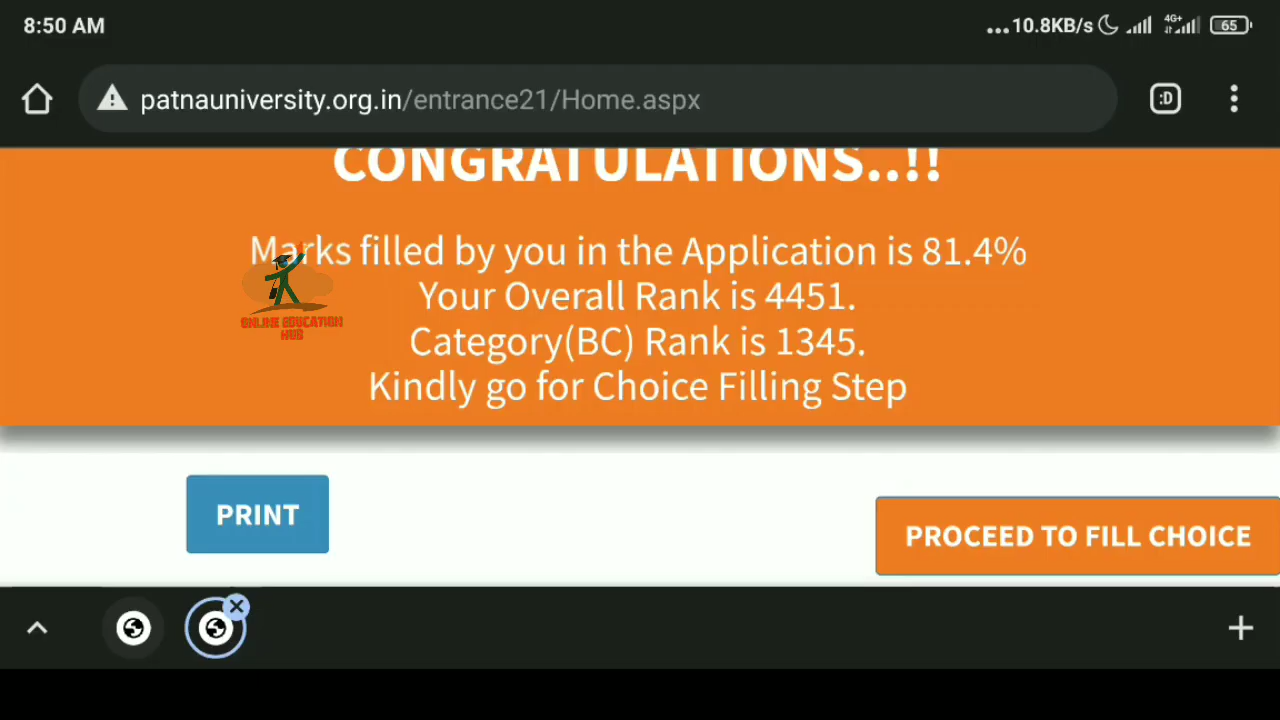 8:50 AM
...10.8KB/s
4G+
65
patnauniversity.org.in/entrance21/Home.aspx
:D
CONGRATULATIONS..!!
Marks filled by you in the Application is 81.4%
Your Overall Rank is 4451.
Category(BC) Rank is 1345.
Kindly go for Choice Filling Step
ONLINE EDUCATION
HUB
PRINT
PROCEED TO FILL CHOICE